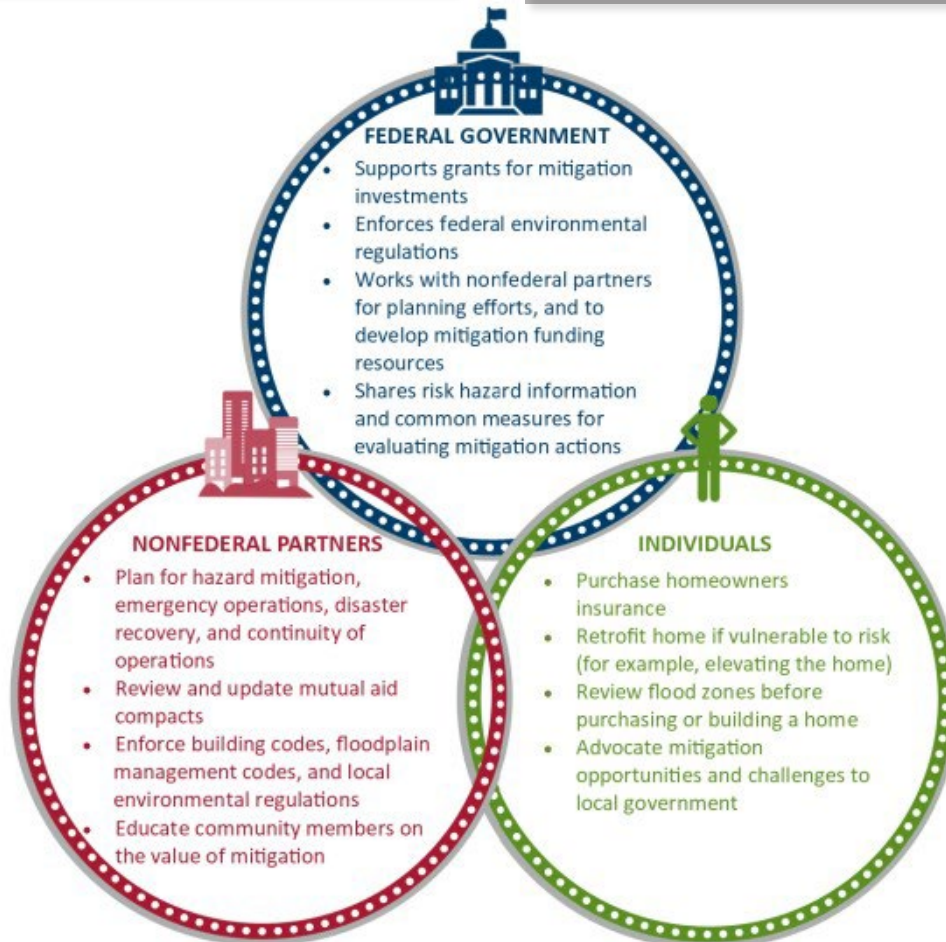 FEDERAL GOVERNMENT
• Supports grants for mitigation
investments
• Enforces federal environmental
regulations
• Works with nonfederal partners
for planning efforts, and to
develop mitigation funding
resources
• Shares risk hazard information
and common measures for
evaluating mitigation actions
NONFEDERAL PARTNERS
• Plan for hazard mitigation,
emergency operations, disaster
recovery, and continuity of
operations
• Review and update mutual aid
compacts
• Enforce building codes, floodplain
management codes, and local
environmental regulations
• Educate community members on
the value of mitigation
INDIVIDUALS
• Purchase homeowners
insurance
• Retrofit home if vulnerable to risk
(for example, elevating the home)
• Review flood zones before
purchasing or building a home
• Advocate mitigation
opportunities and challenges to
local government